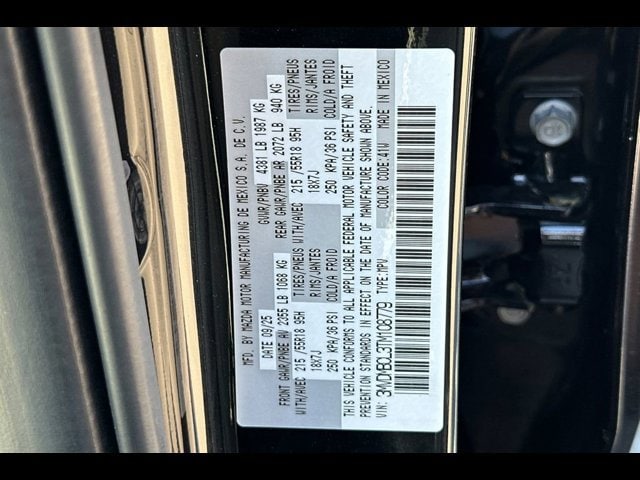 MFD. BY MAZDA MOTOR MANUFACTURING DE MEXICO S.A. DE C.V.
DATE 09/25 GVWR/PNBV 4381 LB 1987 KG
FRONT GAWR/PNBE AV 2355 LB 1068 KG REAR GAWR/PNBE AR 2072 LB 940 KG
WITH/AVEC 215 /55R18 95H TIRES/PNEUS WITH/AVEC 215 /55R18 95H TIRES/PNEUS
18X7J RIMS/JANTES 18X7J RIMS/JANTES
250 KPA/36 PSI COLD/A FROID 250 KPA/36 PSI COLD/A FROID
THIS VEHICLE CONFORMS TO ALL APPLICABLE FEDERAL MOTOR VEHICLE SAFETY AND THEFT
PREVENTION STANDARDS IN EFFECT ON THE DATE OF MANUFACTURE SHOWN ABOVE.
VIN: 3MVDMBCL3TM108779 TYPE:MPV COLOR CODE:41W MADE IN MEXICO